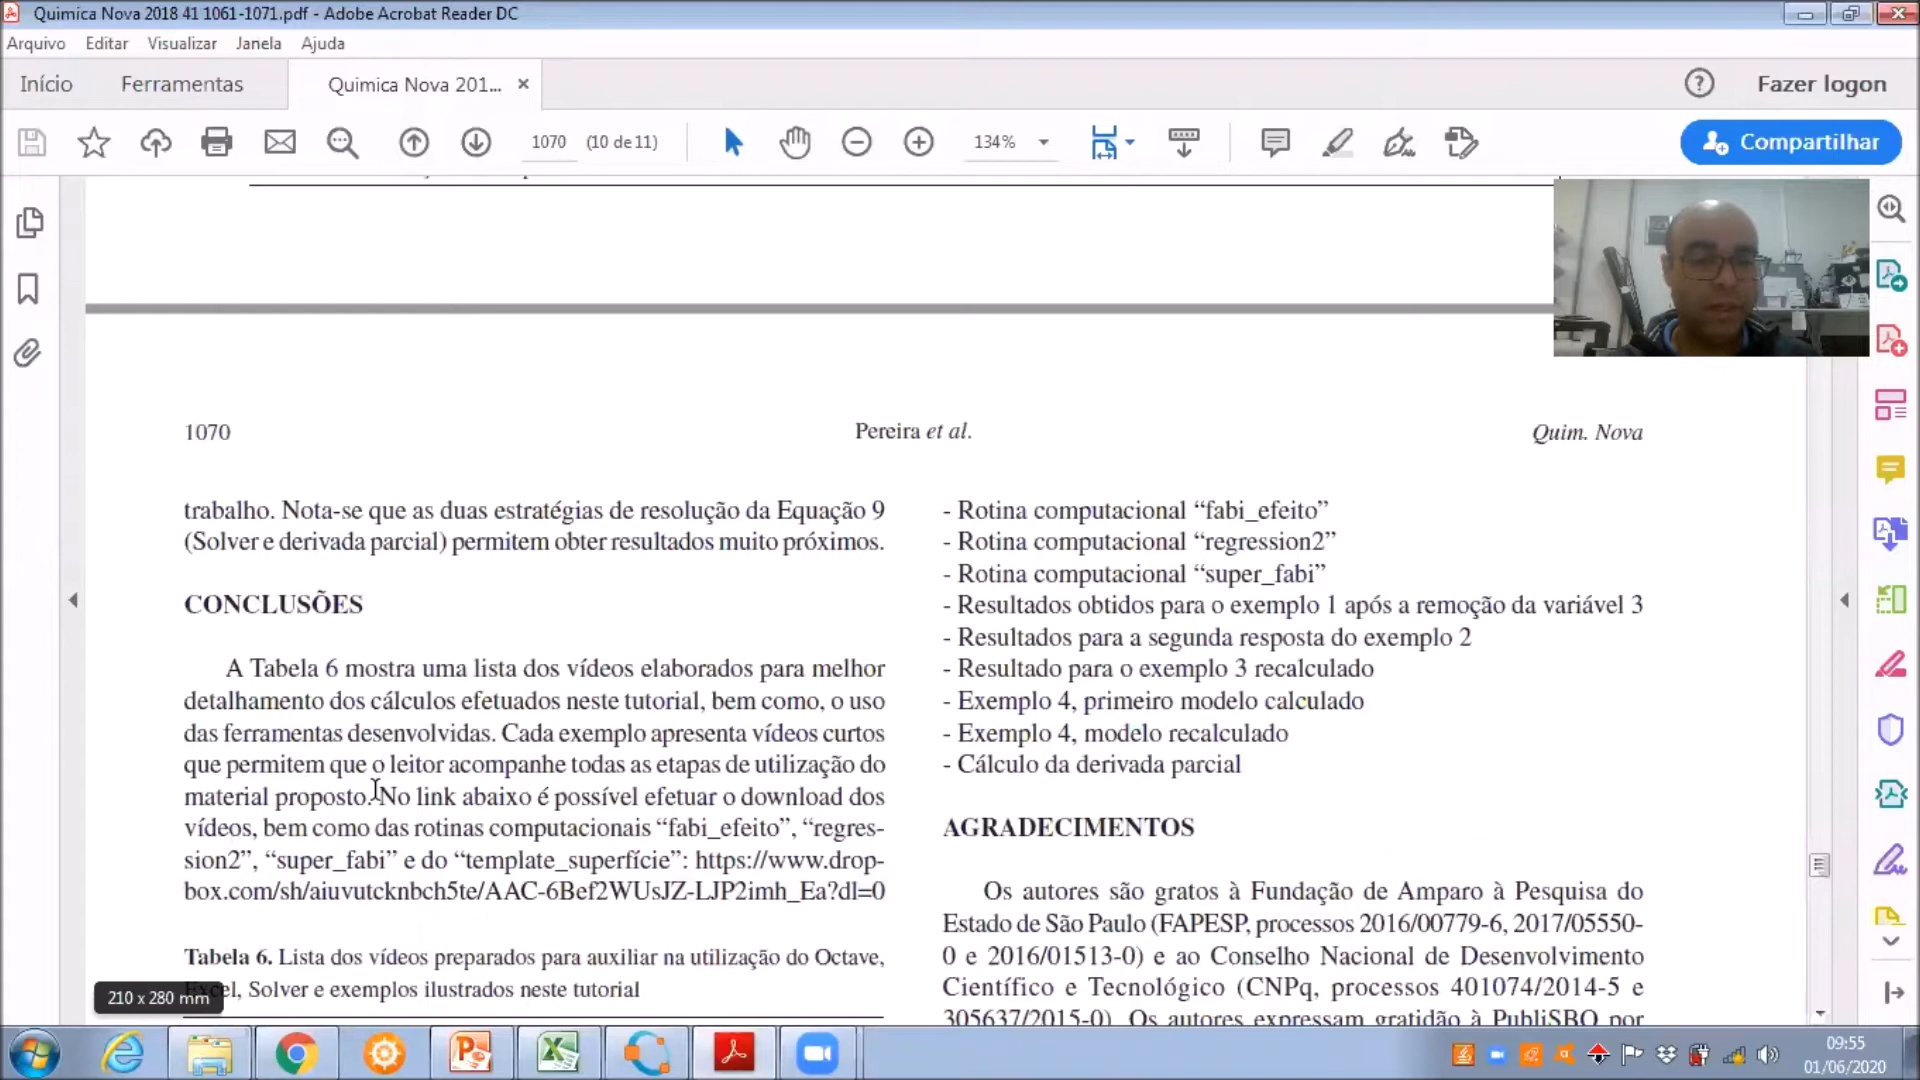 Quimica Nova 2018 41 1061-1071.pdf - Adobe Acrobat Reader DC
Arquivo Editar Visualizar Janela Ajuda
Início Ferramentas Quimica Nova 201... × Fazer logon
1070 (10 de 11) 134% Compartilhar
1070 Pereira et al. Quim. Nova
trabalho. Nota-se que as duas estratégias de resolução da Equação 9
(Solver e derivada parcial) permitem obter resultados muito próximos.
CONCLUSÕES
A Tabela 6 mostra uma lista dos vídeos elaborados para melhor
detalhamento dos cálculos efetuados neste tutorial, bem como, o uso
das ferramentas desenvolvidas. Cada exemplo apresenta vídeos curtos
que permitem que o leitor acompanhe todas as etapas de utilização do
material proposto. No link abaixo é possível efetuar o download dos
vídeos, bem como das rotinas computacionais “fabi_efeito”, “regres-
sion2”, “super_fabi” e do “template_superfície”: https://www.drop-
box.com/sh/aiuvutcknbch5te/AAC-6Bef2WUsJZ-LJP2imh_Ea?dl=0
Tabela 6. Lista dos vídeos preparados para auxiliar na utilização do Octave,
Excel, Solver e exemplos ilustrados neste tutorial
210 x 280 mm
- Rotina computacional “fabi_efeito”
- Rotina computacional “regression2”
- Rotina computacional “super_fabi”
- Resultados obtidos para o exemplo 1 após a remoção da variável 3
- Resultados para a segunda resposta do exemplo 2
- Resultado para o exemplo 3 recalculado
- Exemplo 4, primeiro modelo calculado
- Exemplo 4, modelo recalculado
- Cálculo da derivada parcial
AGRADECIMENTOS
Os autores são gratos à Fundação de Amparo à Pesquisa do
Estado de São Paulo (FAPESP, processos 2016/00779-6, 2017/05550-
0 e 2016/01513-0) e ao Conselho Nacional de Desenvolvimento
Científico e Tecnológico (CNPq, processos 401074/2014-5 e
305637/2015-0). Os autores expressam gratidão à PubliSBQ por
09:55
01/06/2020